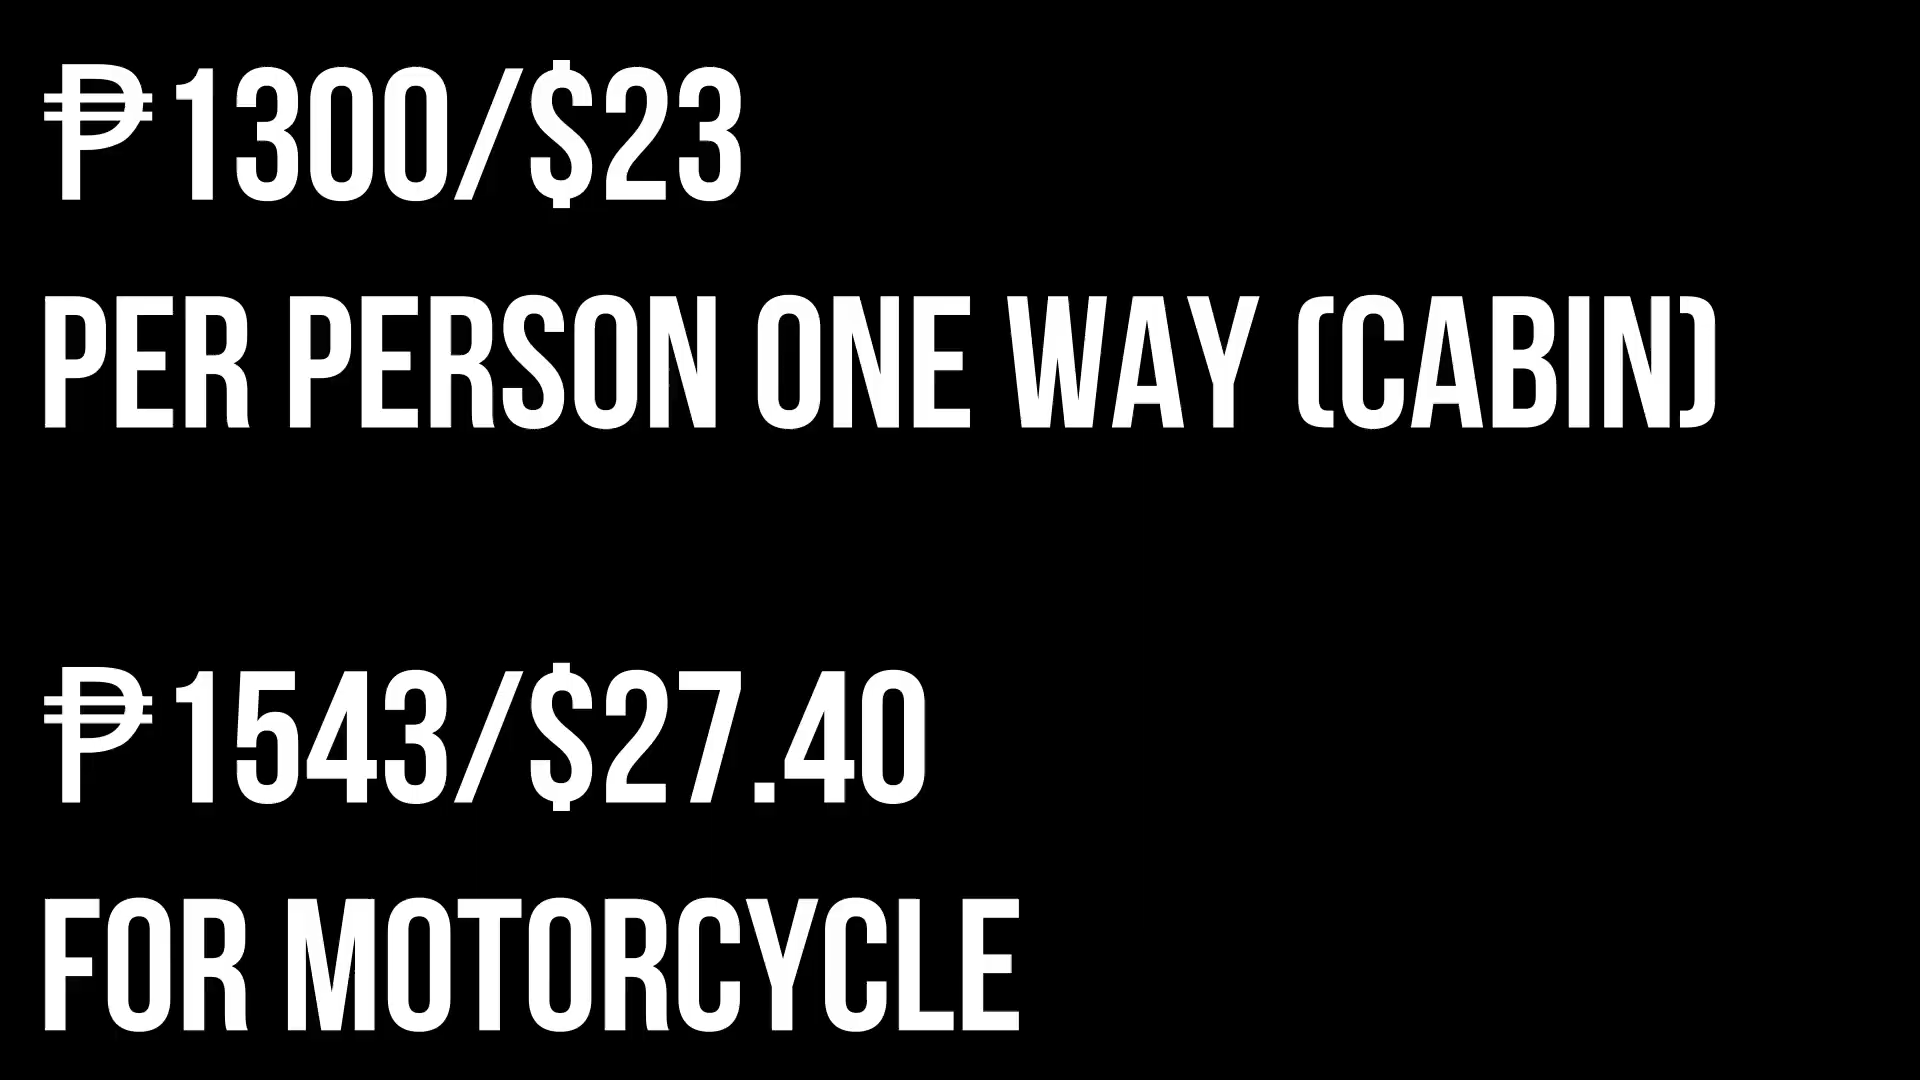 ₱1300/$23
PER PERSON ONE WAY (CABIN)
₱1543/$27.40
FOR MOTORCYCLE